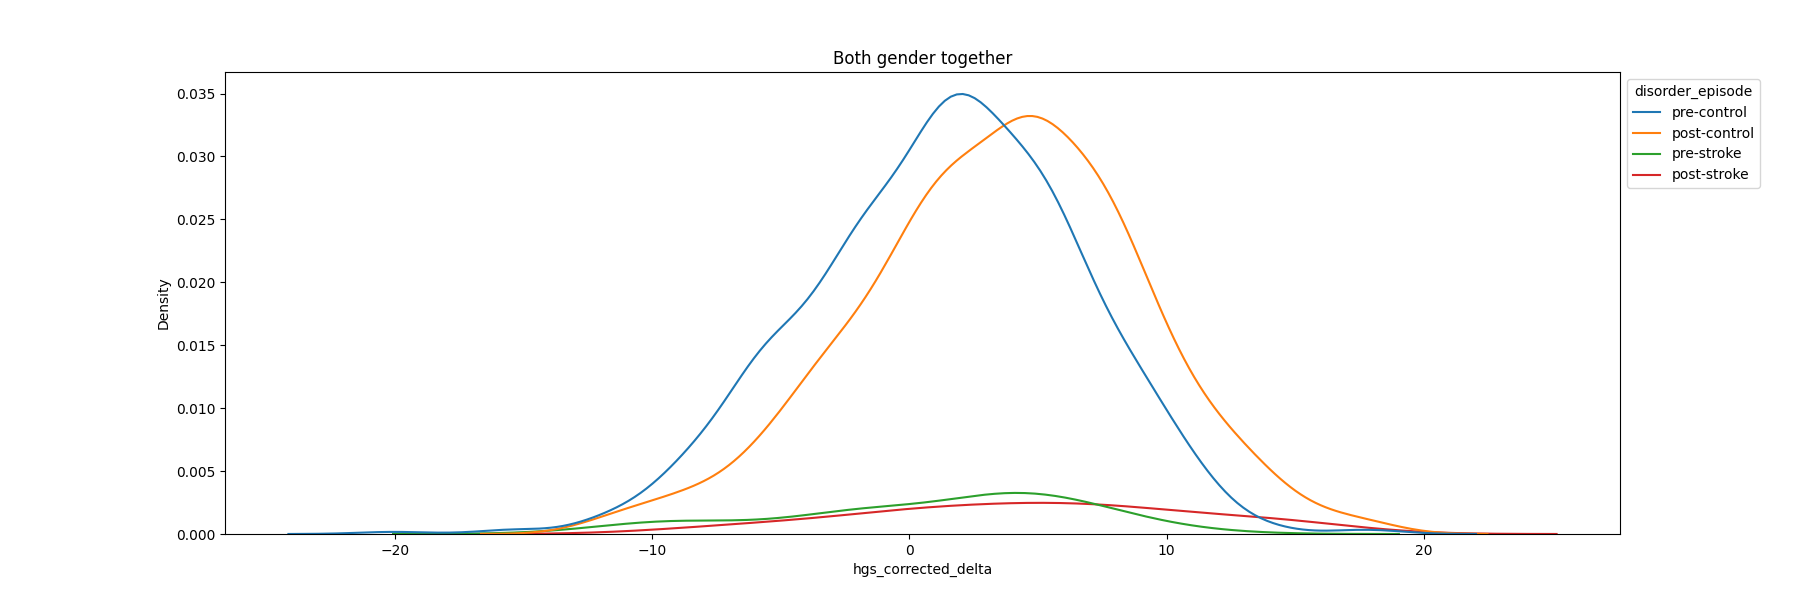 Both gender together
disorder_episode
pre-control
post-control
pre-stroke
post-stroke
Density
0.035
0.030
0.025
0.020
0.015
0.010
0.005
0.000
−20
−10
0
10
20
hgs_corrected_delta